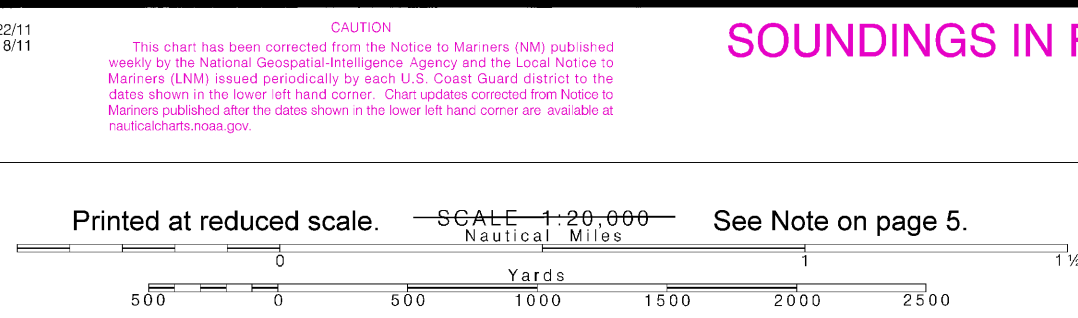 22/11
8/11
CAUTION
This chart has been corrected from the Notice to Mariners (NM) published
weekly by the National Geospatial-Intelligence Agency and the Local Notice to
Mariners (LNM) issued periodically by each U.S. Coast Guard district to the
dates shown in the lower left hand corner. Chart updates corrected from Notice to
Mariners published after the dates shown in the lower left hand corner are available at
nauticalcharts.noaa.gov.
SOUNDINGS IN
Printed at reduced scale.
SCALE 1:20,000
See Note on page 5.
Nautical Miles
0 1 1½
Yards
500 0 500 1000 1500 2000 2500